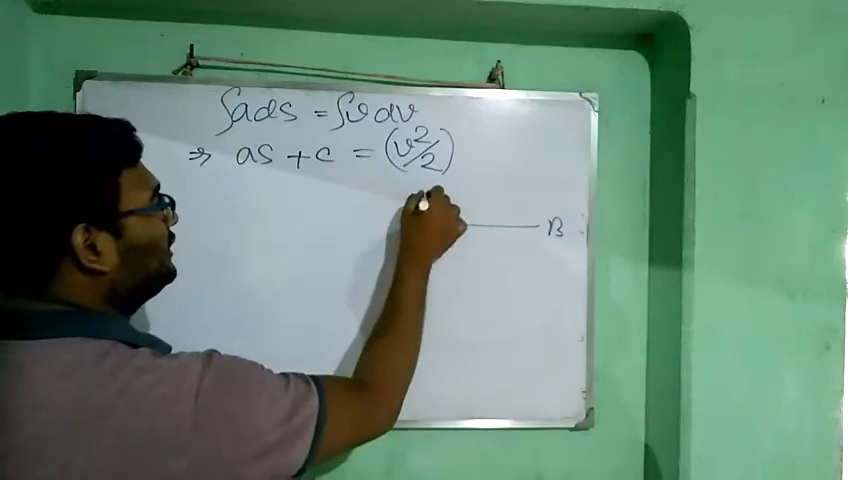 ∫ads = ∫vdv
⇒ as + c = (v²/2)
B